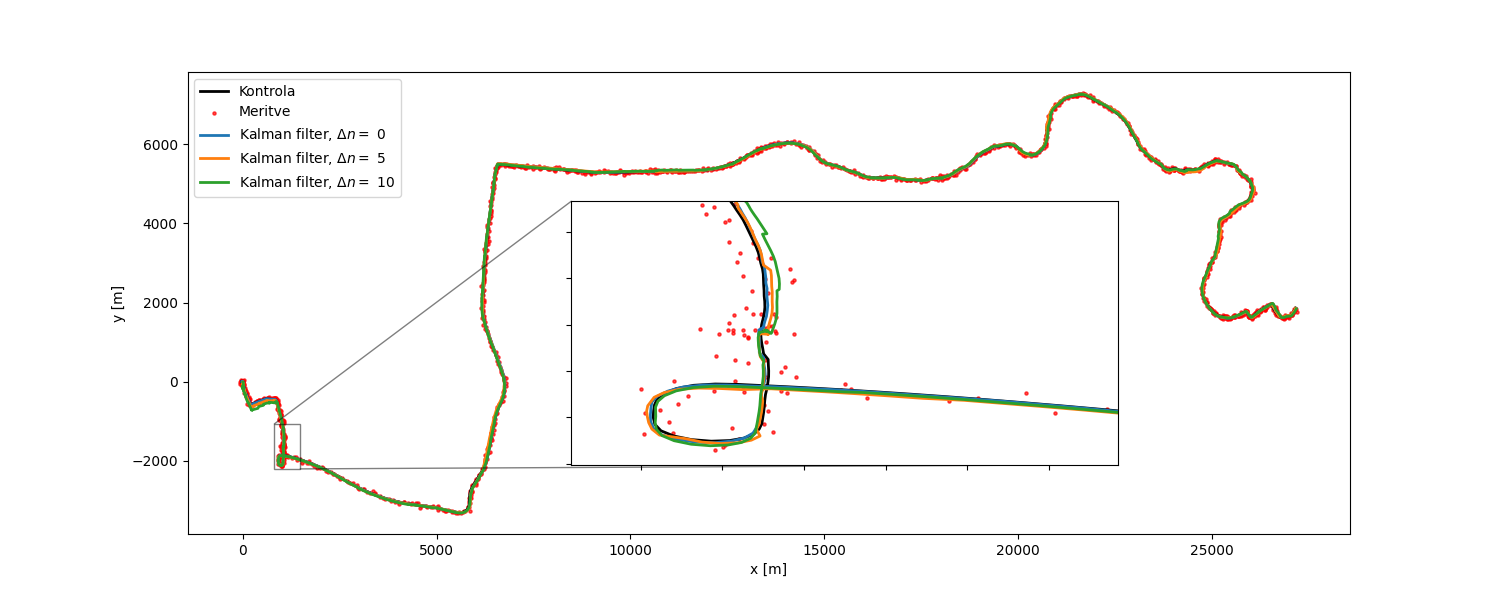 Kontrola
Meritve
Kalman filter, Δn = 0
Kalman filter, Δn = 5
Kalman filter, Δn = 10
6000
4000
2000
0
−2000
y [m]
0 5000 10000 15000 20000 25000
x [m]